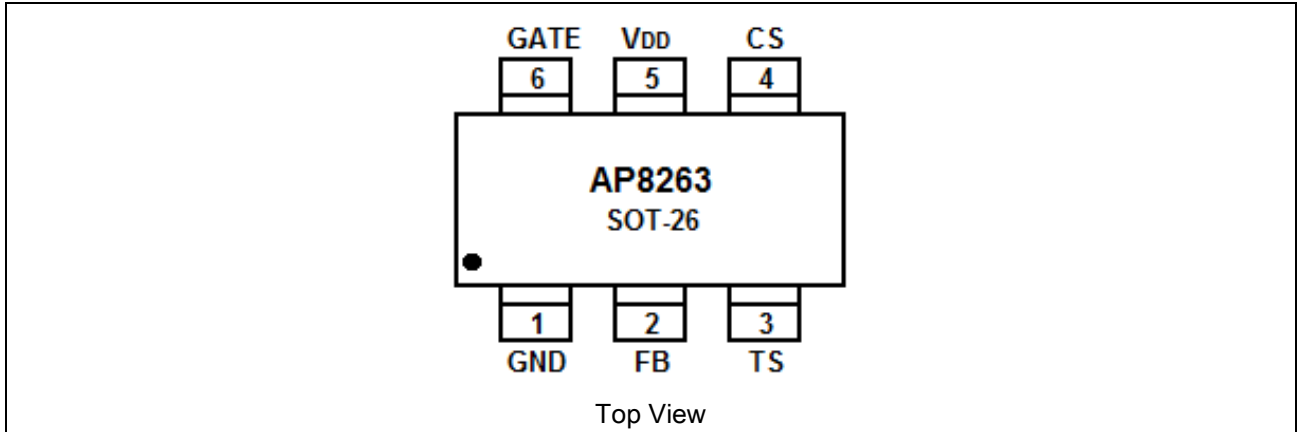 GATE VDD CS
6 5 4
AP8263
SOT-26
1 2 3
GND FB TS
Top View